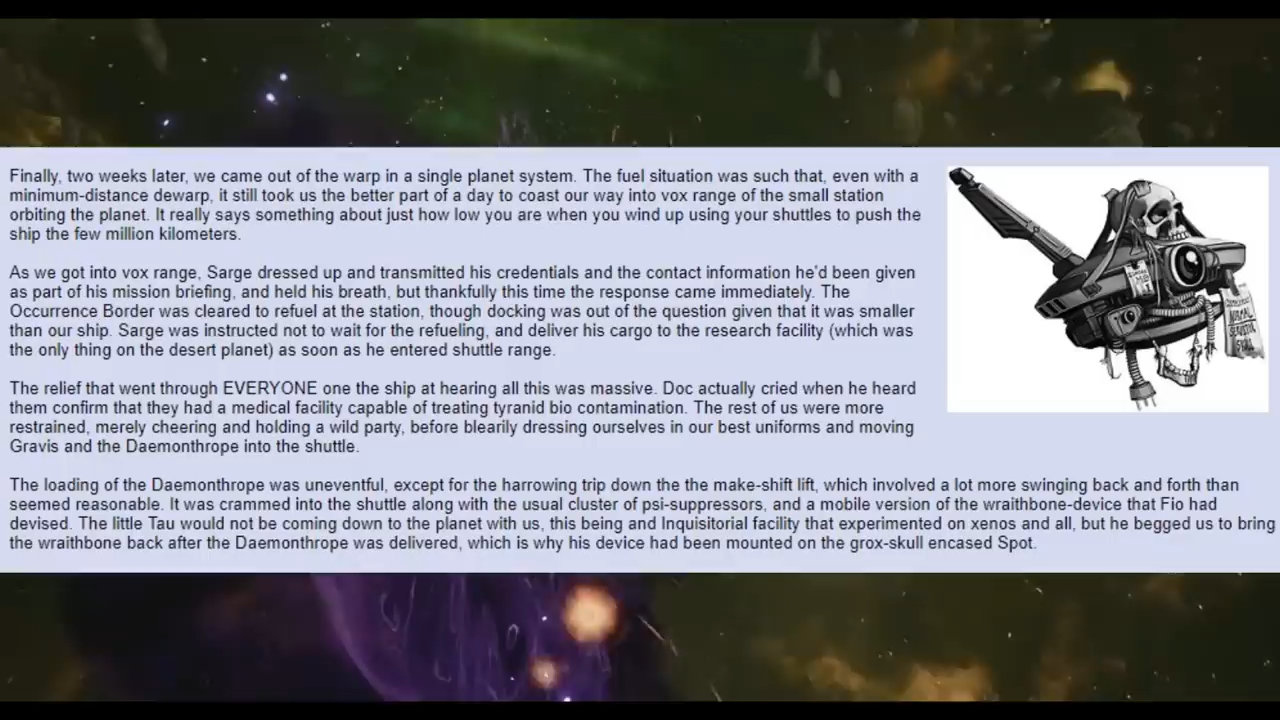 Finally, two weeks later, we came out of the warp in a single planet system. The fuel situation was such that, even with a
minimum-distance dewarp, it still took us the better part of a day to coast our way into vox range of the small station
orbiting the planet. It really says something about just how low you are when you wind up using your shuttles to push the
ship the few million kilometers.
As we got into vox range, Sarge dressed up and transmitted his credentials and the contact information he'd been given
as part of his mission briefing, and held his breath, but thankfully this time the response came immediately. The
Occurrence Border was cleared to refuel at the station, though docking was out of the question given that it was smaller
than our ship. Sarge was instructed not to wait for the refueling, and deliver his cargo to the research facility (which was
the only thing on the desert planet) as soon as he entered shuttle range.
The relief that went through EVERYONE one the ship at hearing all this was massive. Doc actually cried when he heard
them confirm that they had a medical facility capable of treating tyranid bio contamination. The rest of us were more
restrained, merely cheering and holding a wild party, before blearily dressing ourselves in our best uniforms and moving
Gravis and the Daemonthrope into the shuttle.
The loading of the Daemonthrope was uneventful, except for the harrowing trip down the the make-shift lift, which involved a lot more swinging back and forth than
seemed reasonable. It was crammed into the shuttle along with the usual cluster of psi-suppressors, and a mobile version of the wraithbone-device that Fio had
devised. The little Tau would not be coming down to the planet with us, this being and Inquisitorial facility that experimented on xenos and all, but he begged us to bring
the wraithbone back after the Daemonthrope was delivered, which is why his device had been mounted on the grox-skull encased Spot.
NORMAL
SKULL